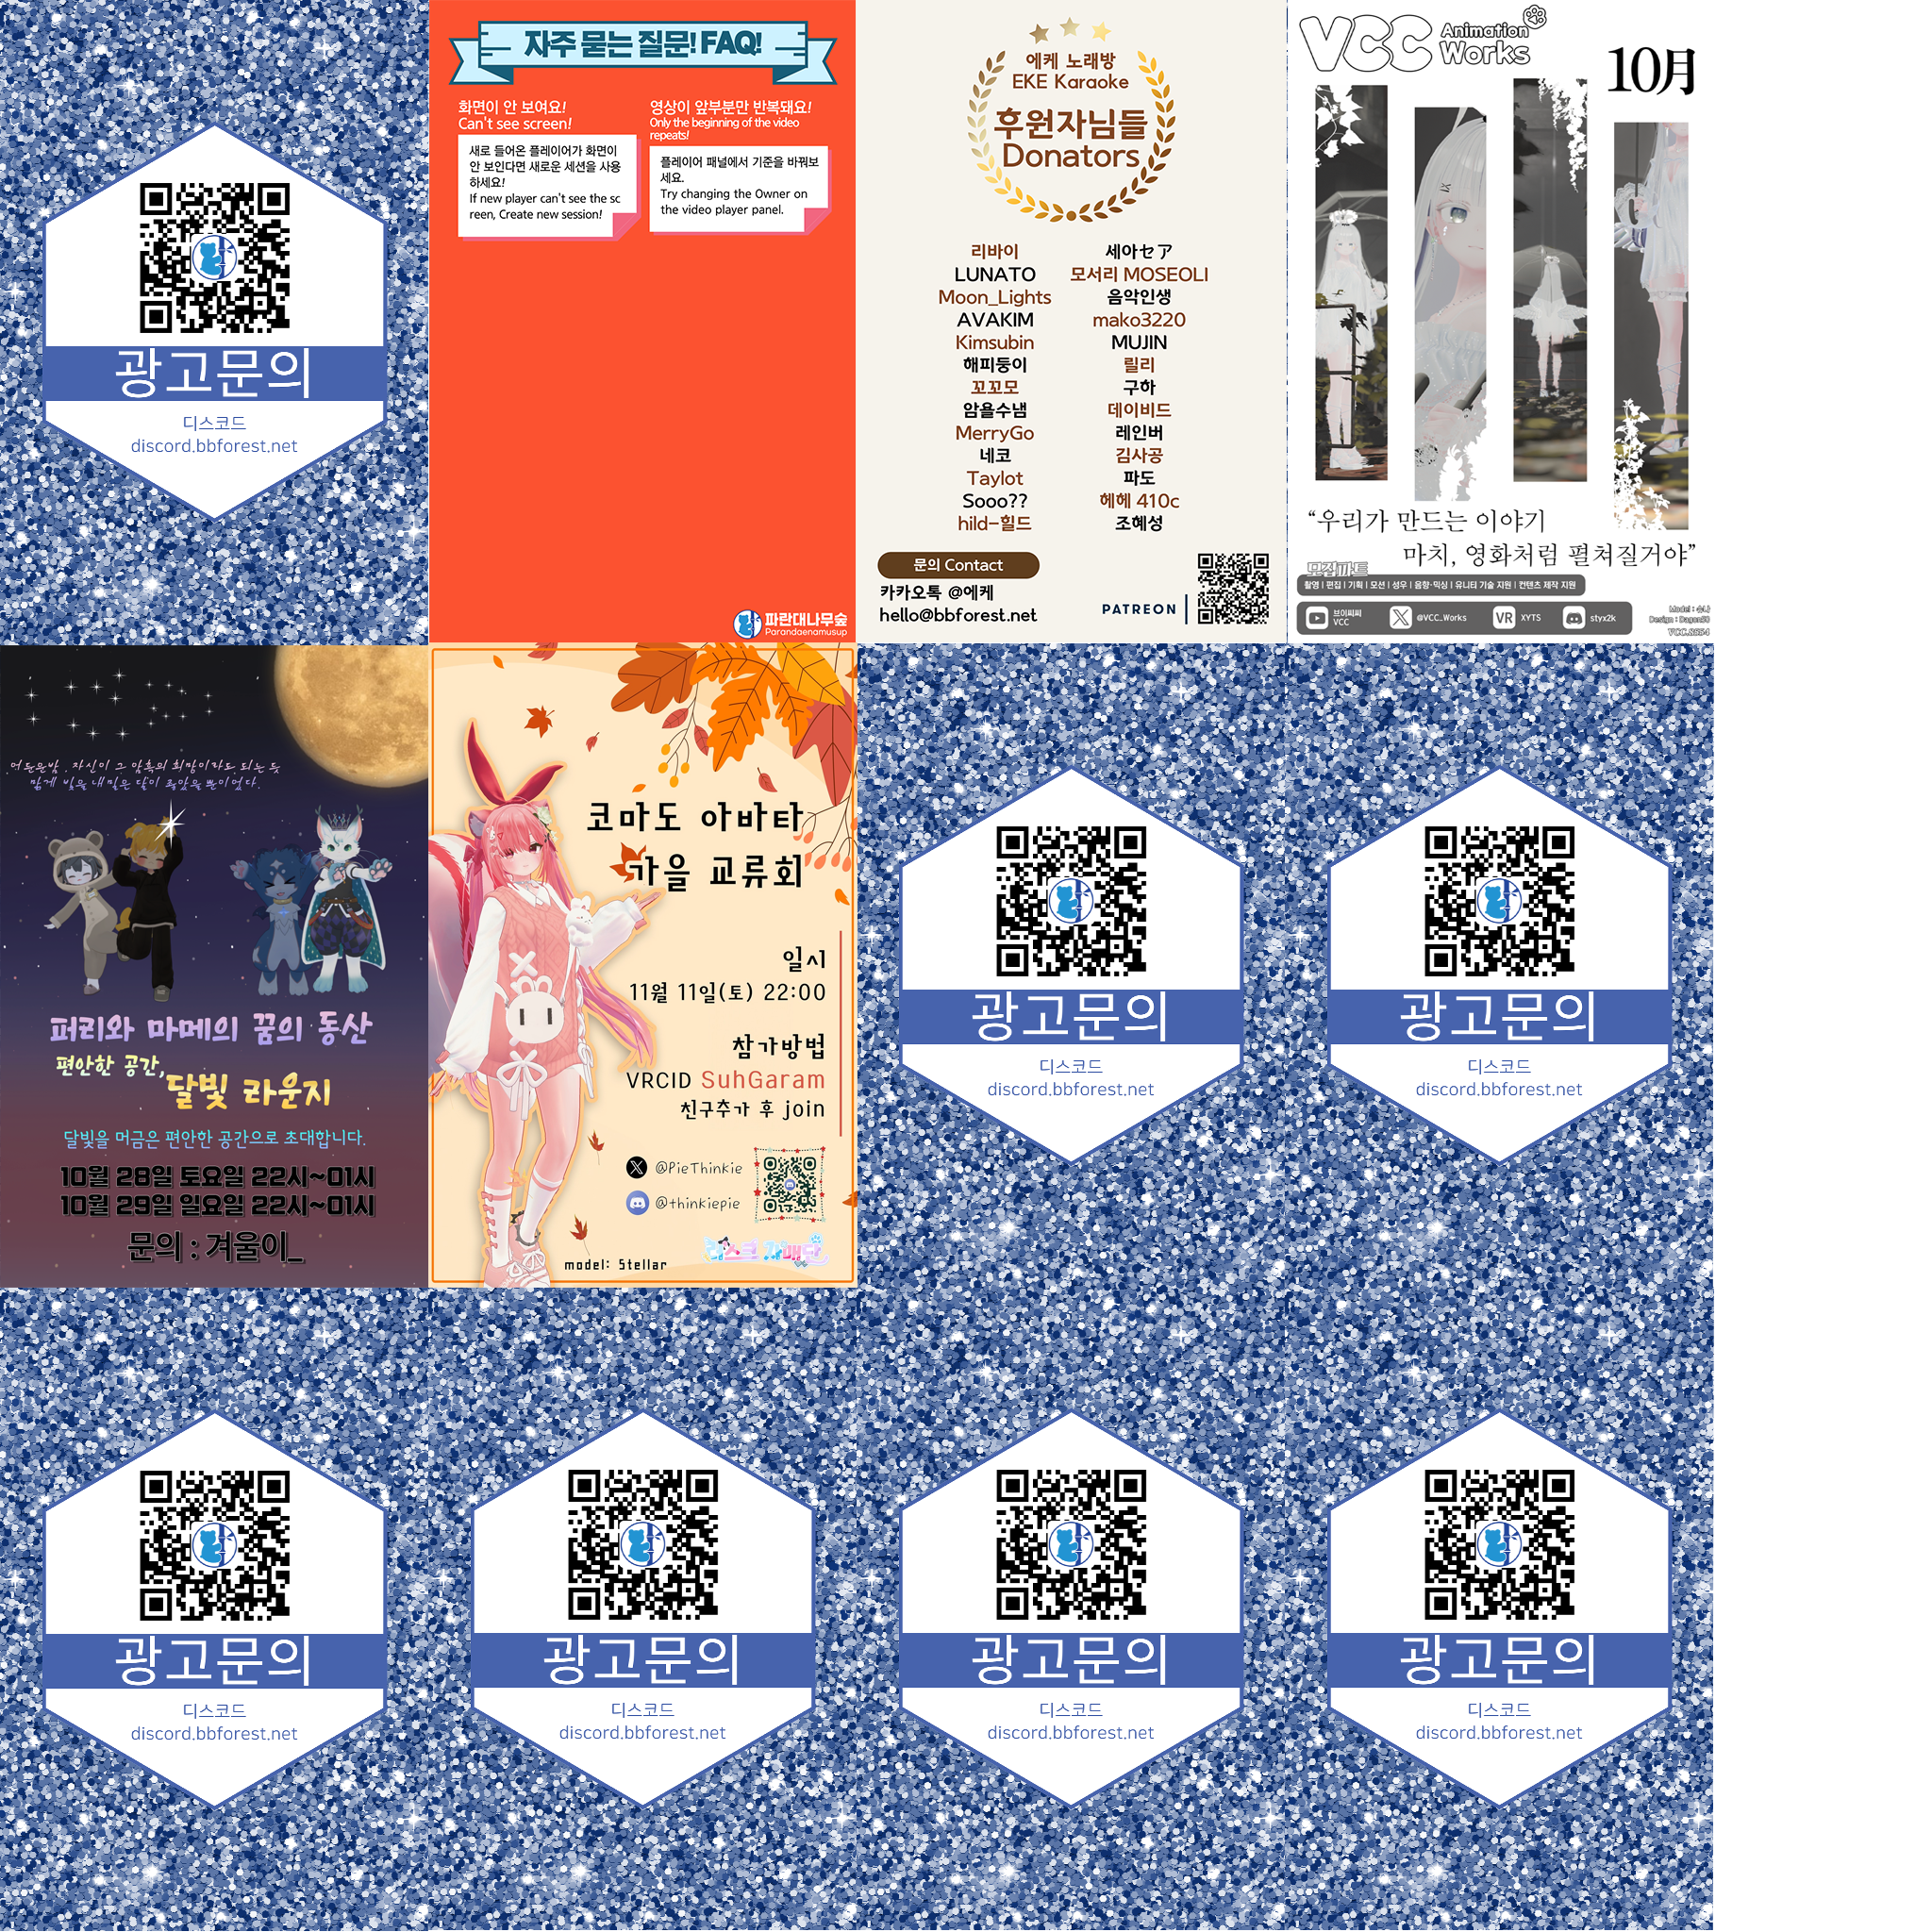 광고문의
디스코드
discord.bbforest.net
자주 묻는 질문! FAQ!
화면이 안 보여요!
Can't see screen!
새로 들어온 플레이어가 화면이
안 보인다면 새로운 세션을 사용
하세요!
If new player can't see the sc
reen, Create new session!
영상이 앞부분만 반복돼요!
Only the beginning of the video
repeats!
플레이어 패널에서 기준을 바꿔보
세요.
Try changing the Owner on
the video player panel.
파란대나무숲
Parandaenamusup
에케 노래방
EKE Karaoke
후원자님들
Donators
리바이
LUNATO
Moon_Lights
AVAKIM
Kimsubin
해피둥이
꼬꼬모
암욜수냄
MerryGo
네코
Taylot
Sooo??
hild-힐드
세아セア
모서리 MOSEOLI
음악인생
mako3220
MUJIN
릴리
구하
데이비드
레인버
김사공
파도
헤헤 410c
조혜성
문의 Contact
카카오톡 @에케
hello@bbforest.net
PATREON
VCC Animation
Works
10月
“우리가 만드는 이야기
마치, 영화처럼 펼쳐질거야”
모집파트
촬영 | 편집 | 기획 | 모션 | 성우 | 음향·믹싱 | 유니티 기술 지원 | 컨텐츠 제작 지원
브이씨씨
VCC
@VCC_Works
VR XYTS
styx2k
Model : 슈나
Design : Dagon50
VCC.2654
어두운밤, 자신이 그 암흑의 희망이라도 되는 듯
맑게 빛을 내뿜은 달이 휴았을 뿐이었다.
퍼리와 마메의 꿈의 동산
편안한 공간,
달빛 라운지
달빛을 머금은 편안한 공간으로 초대합니다.
10월 28일 토요일 22시~01시
10월 29일 일요일 22시~01시
문의 : 겨울이_
코마도 아바타
가을 교류회
일시
11월 11일(토) 22:00
참가방법
VRCID SuhGaram
친구추가 후 join
@PieThinkie
@thinkiepie
model: Stellar
광고문의
디스코드
discord.bbforest.net
광고문의
디스코드
discord.bbforest.net
광고문의
디스코드
discord.bbforest.net
광고문의
디스코드
discord.bbforest.net
광고문의
디스코드
discord.bbforest.net
광고문의
디스코드
discord.bbforest.net